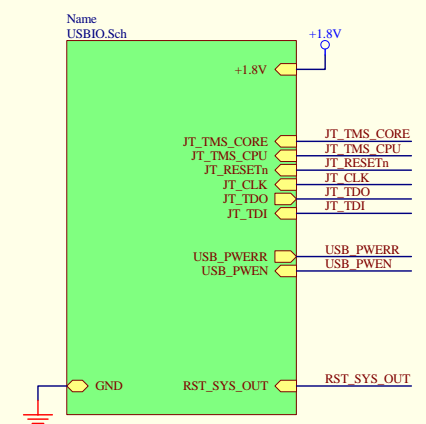 Name
USBIO.Sch
+1.8V
+1.8V
JT_TMS_CORE JT_TMS_CORE
JT_TMS_CPU JT_TMS_CPU
JT_RESETn JT_RESETn
JT_CLK JT_CLK
JT_TDO JT_TDO
JT_TDI JT_TDI
USB_PWERR USB_PWERR
USB_PWEN USB_PWEN
GND RST_SYS_OUT RST_SYS_OUT